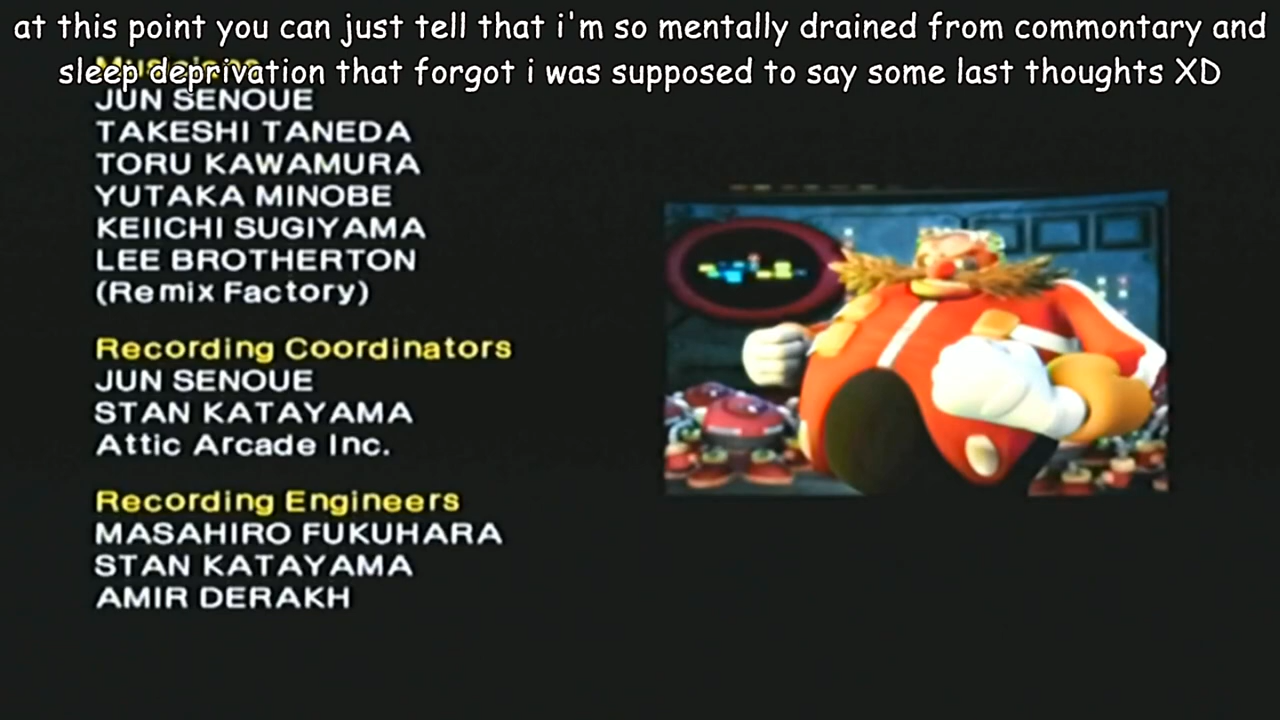 at this point you can just tell that i'm so mentally drained from commontary and
sleep deprivation that forgot i was supposed to say some last thoughts XD
Musicians
JUN SENOUE
TAKESHI TANEDA
TORU KAWAMURA
YUTAKA MINOBE
KEIICHI SUGIYAMA
LEE BROTHERTON
(Remix Factory)
Recording Coordinators
JUN SENOUE
STAN KATAYAMA
Attic Arcade Inc.
Recording Engineers
MASAHIRO FUKUHARA
STAN KATAYAMA
AMIR DERAKH